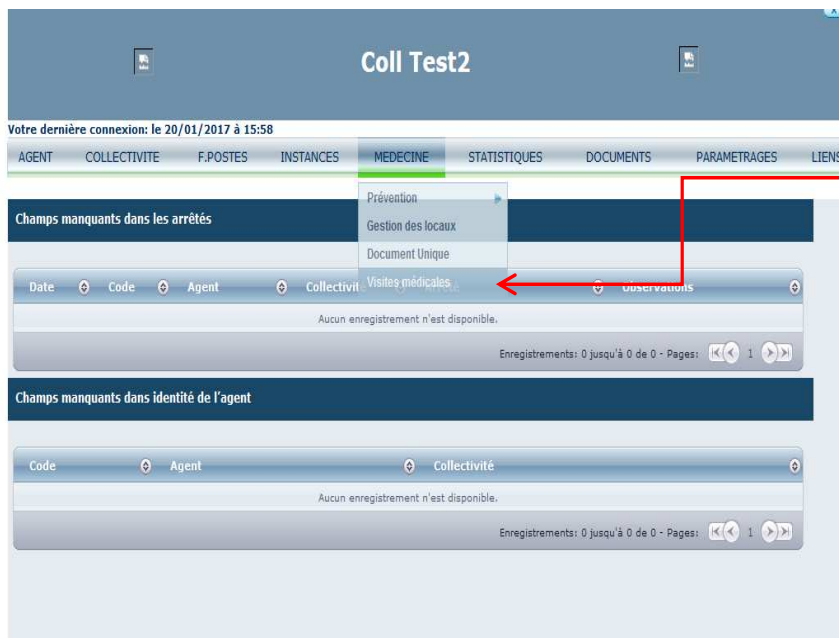 x
Coll Test2
Votre dernière connexion: le 20/01/2017 à 15:58
AGENT COLLECTIVITE F.POSTES INSTANCES MEDECINE STATISTIQUES DOCUMENTS PARAMETRAGES LIENS
Prévention
Champs manquants dans les arrêtés
Gestion des locaux
Document Unique
Visites médicales
Date Code Agent Collectivité Arrêté Observations
Aucun enregistrement n'est disponible.
Enregistrements: 0 jusqu'à 0 de 0 - Pages: 1
Champs manquants dans identité de l'agent
Code Agent Collectivité
Aucun enregistrement n'est disponible.
Enregistrements: 0 jusqu'à 0 de 0 - Pages: 1